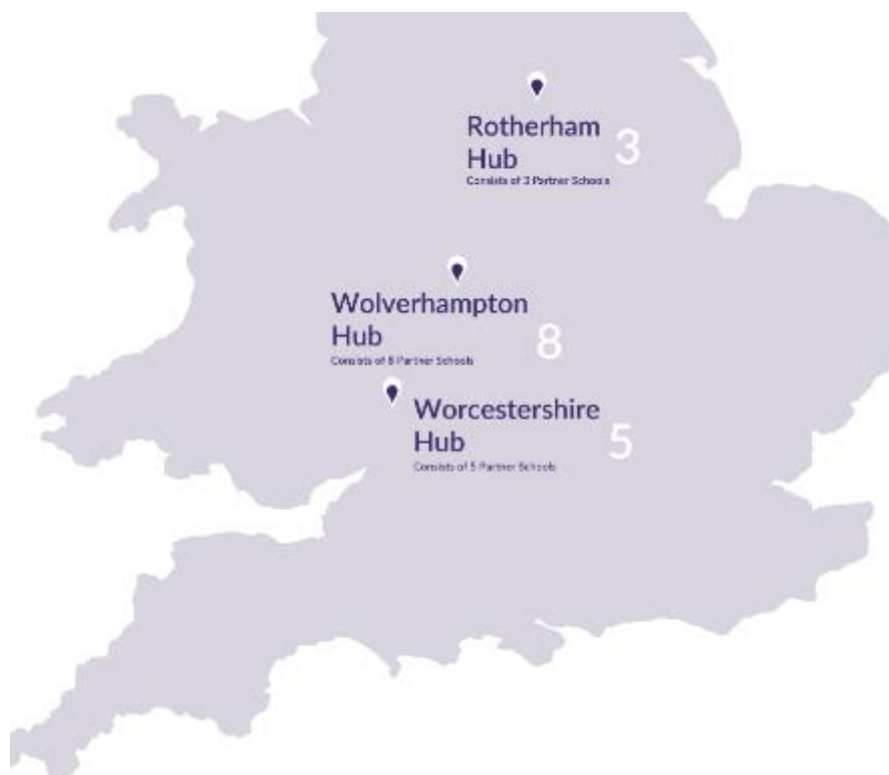 Rotherham
Hub
3
Consists of 3 Partner Schools
Wolverhampton
Hub
8
Consists of 8 Partner Schools
Worcestershire
Hub
5
Consists of 5 Partner Schools